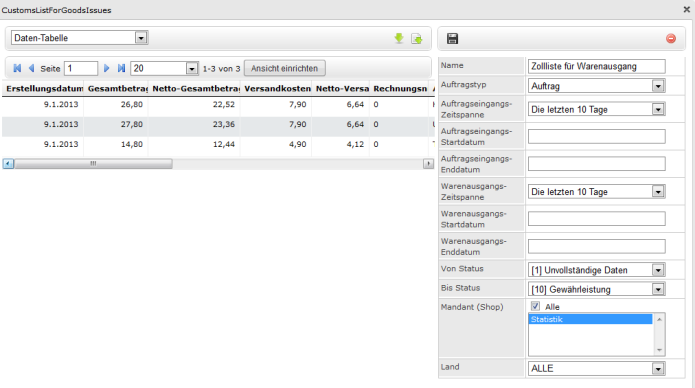 CustomsListForGoodsIssues
Daten-Tabelle
Seite 1 20 1-3 von 3 Ansicht einrichten
Erstellungsdatum Gesamtbetrag Netto-Gesamtbetrag Versandkosten Netto-Versa Rechnungsn
9.1.2013 26,80 22,52 7,90 6,64 0
9.1.2013 27,80 23,36 7,90 6,64 0
9.1.2013 14,80 12,44 4,90 4,12 0
Name Zollliste für Warenausgang
Auftragstyp Auftrag
Auftragseingangs-
Zeitspanne Die letzten 10 Tage
Auftragseingangs-
Startdatum
Auftragseingangs-
Enddatum
Warenausgangs-
Zeitspanne Die letzten 10 Tage
Warenausgangs-
Startdatum
Warenausgangs-
Enddatum
Von Status [1] Unvollständige Daten
Bis Status [10] Gewährleistung
Mandant (Shop) Alle
Statistik
Land ALLE